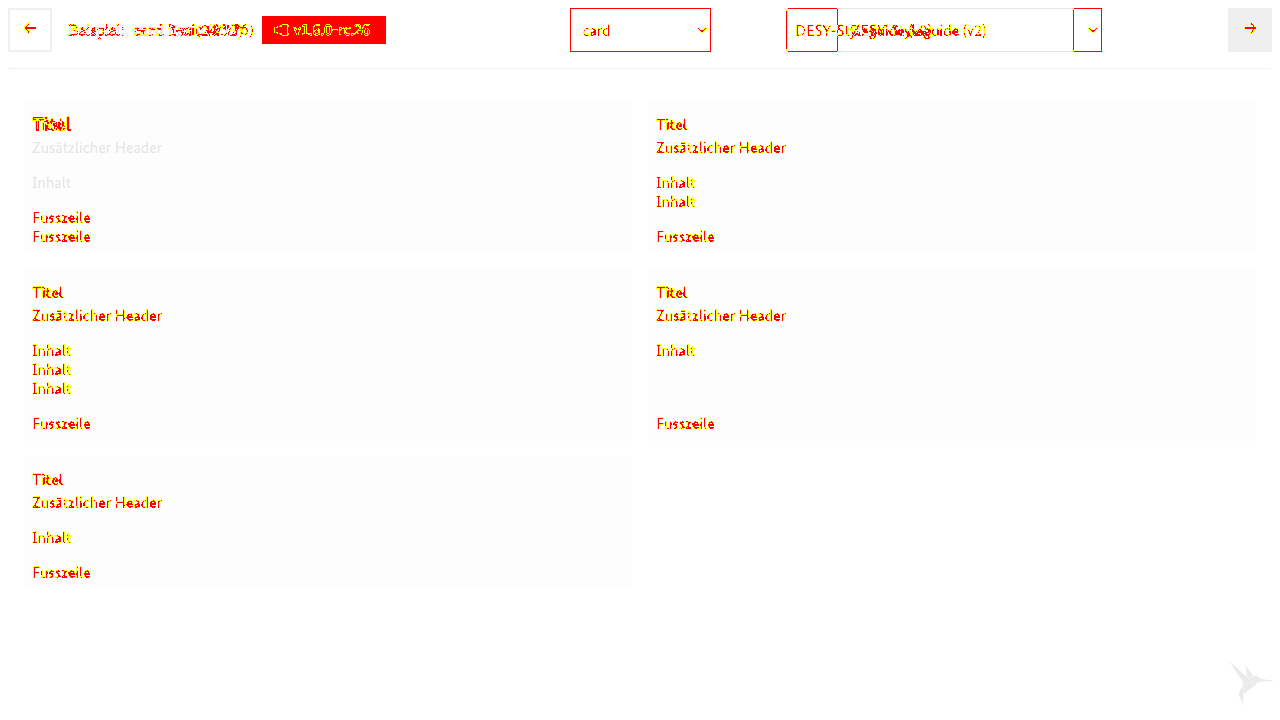 Beispiel: card
v1.6.0-rc.26
card
DESY-Styleguide (v2)
Titel
Zusätzlicher Header
Inhalt
Fusszeile
Fusszeile
Titel
Zusätzlicher Header
Inhalt
Inhalt
Fusszeile
Titel
Zusätzlicher Header
Inhalt
Inhalt
Inhalt
Fusszeile
Titel
Zusätzlicher Header
Inhalt
Fusszeile
Titel
Zusätzlicher Header
Inhalt
Fusszeile